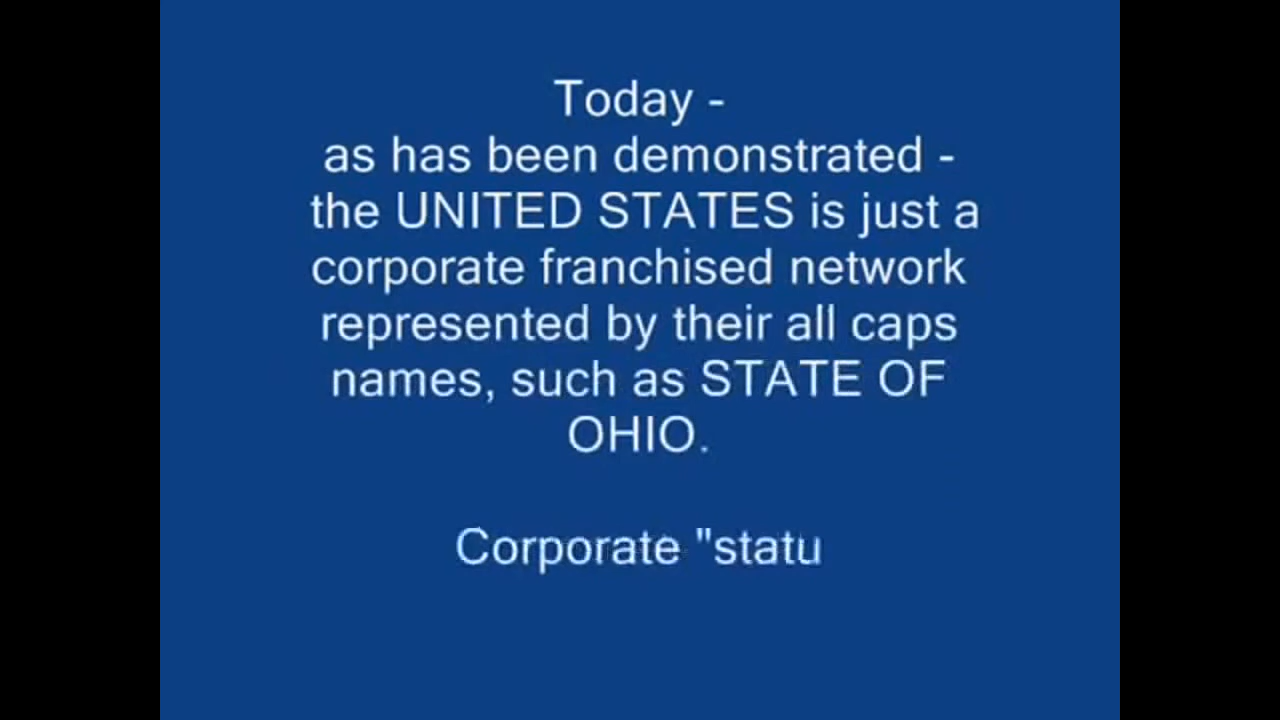 Today -
as has been demonstrated -
the UNITED STATES is just a
corporate franchised network
represented by their all caps
names, such as STATE OF
OHIO.
Corporate "statu